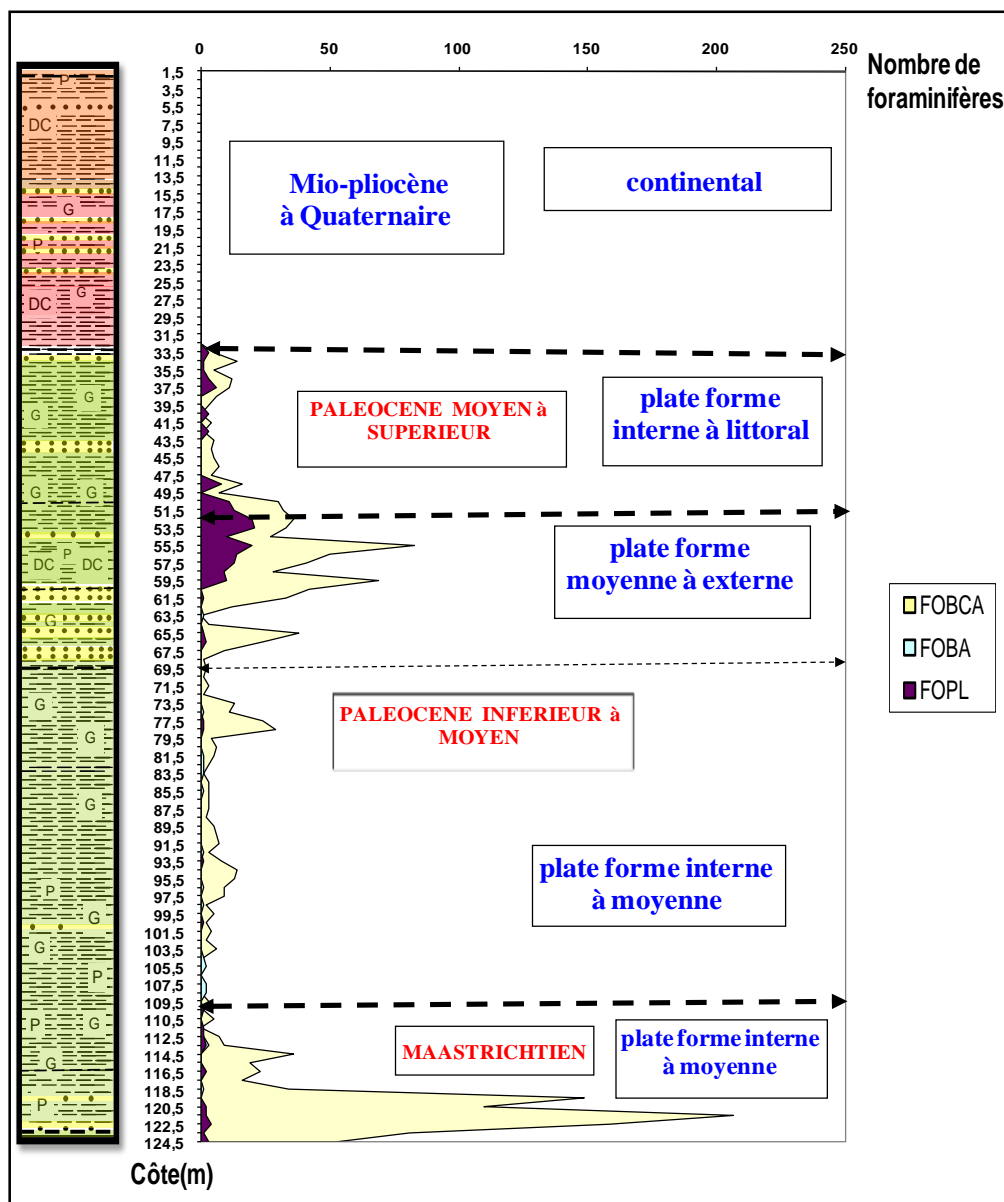 0 50 100 150 200 250
Nombre de
foraminifères
1,5
3,5
5,5
7,5
9,5
11,5
13,5
15,5
17,5
19,5
21,5
23,5
25,5
27,5
29,5
31,5
33,5
35,5
37,5
39,5
41,5
43,5
45,5
47,5
49,5
51,5
53,5
55,5
57,5
59,5
61,5
63,5
65,5
67,5
69,5
71,5
73,5
77,5
79,5
81,5
83,5
85,5
87,5
89,5
91,5
93,5
95,5
97,5
99,5
101,5
103,5
105,5
107,5
109,5
110,5
112,5
114,5
116,5
118,5
120,5
122,5
124,5
Côte(m)
P
DC
G
P
G
DC
G
G
G
G
P
DC DC
G
G
G
G
P
G
G
P
P G
G
P
Mio-pliocène
à Quaternaire
continental
PALEOCENE MOYEN à
SUPERIEUR
plate forme
interne à littoral
plate forme
moyenne à externe
PALEOCENE INFERIEUR à
MOYEN
plate forme interne
à moyenne
MAASTRICHTIEN
plate forme interne
à moyenne
FOBCA
FOBA
FOPL